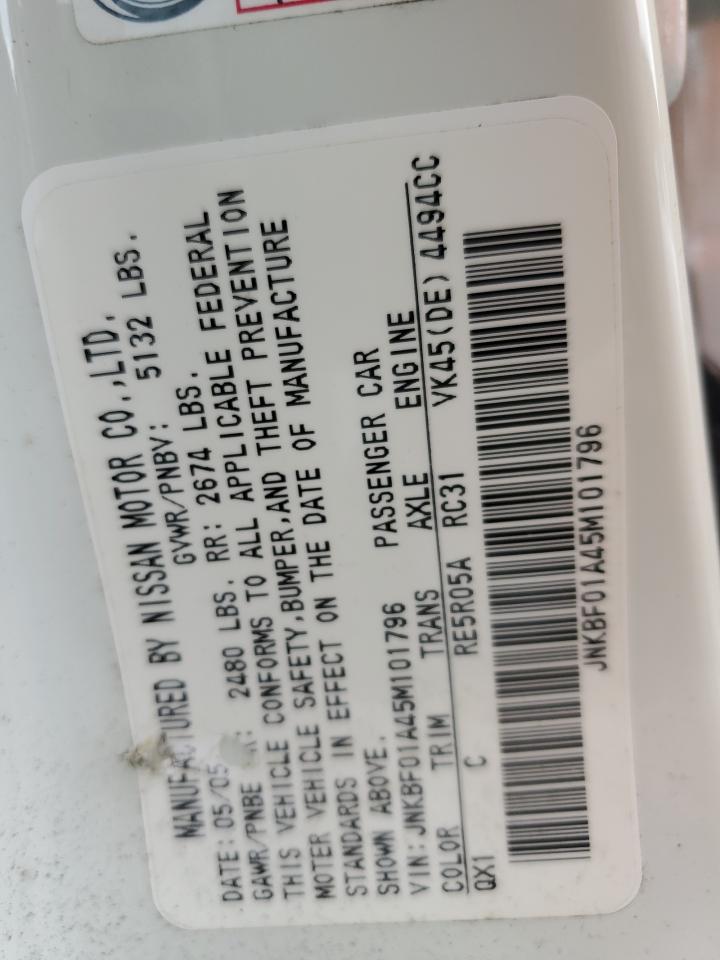 MANUFACTURED BY NISSAN MOTOR CO.,LTD.
DATE: 05/05 GVWR/PNBV: 5132 LBS.
GAWR/PNBE 2480 LBS. RR: 2674 LBS.
THIS VEHICLE CONFORMS TO ALL APPLICABLE FEDERAL
MOTER VEHICLE SAFETY,BUMPER,AND THEFT PREVENTION
STANDARDS IN EFFECT ON THE DATE OF MANUFACTURE
SHOWN ABOVE.
VIN: JNKBF01A45M101796 PASSENGER CAR
COLOR TRIM TRANS AXLE ENGINE
QX1 C RE5R05A RC31 VK45(DE) 4494CC
JNKBF01A45M101796